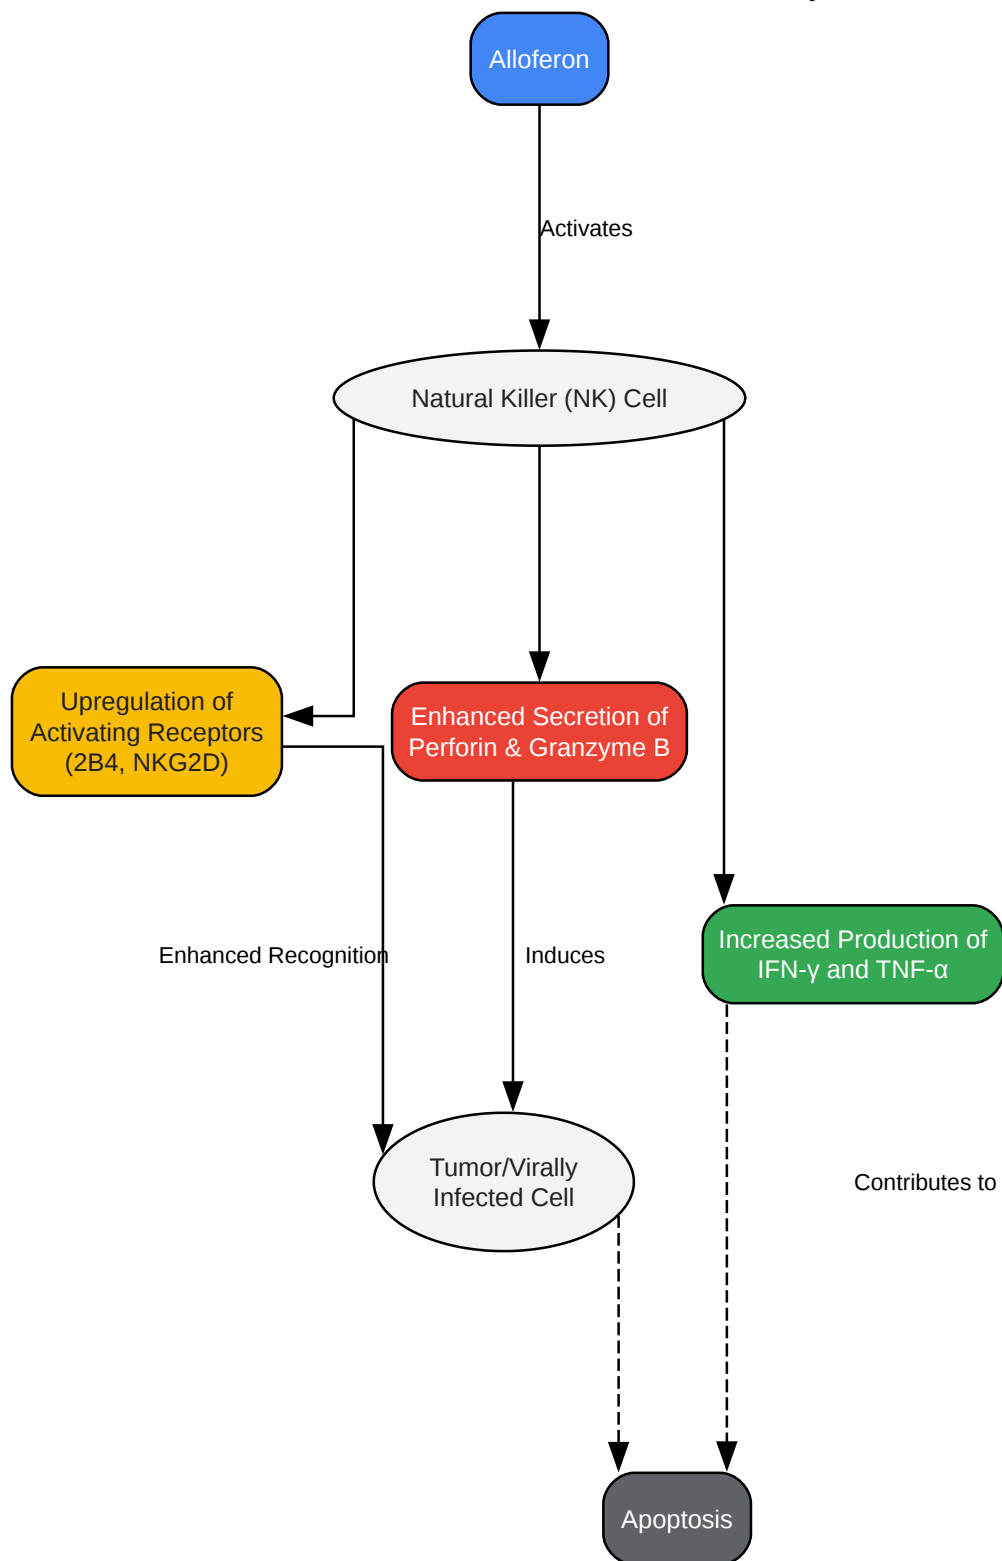 Alloferon
Activates
Natural Killer (NK) Cell
Upregulation of
Activating Receptors
(2B4, NKG2D)
Enhanced Secretion of
Perforin & Granzyme B
Increased Production of
IFN-γ and TNF-α
Enhanced Recognition
Induces
Tumor/Virally
Infected Cell
Contributes to
Apoptosis